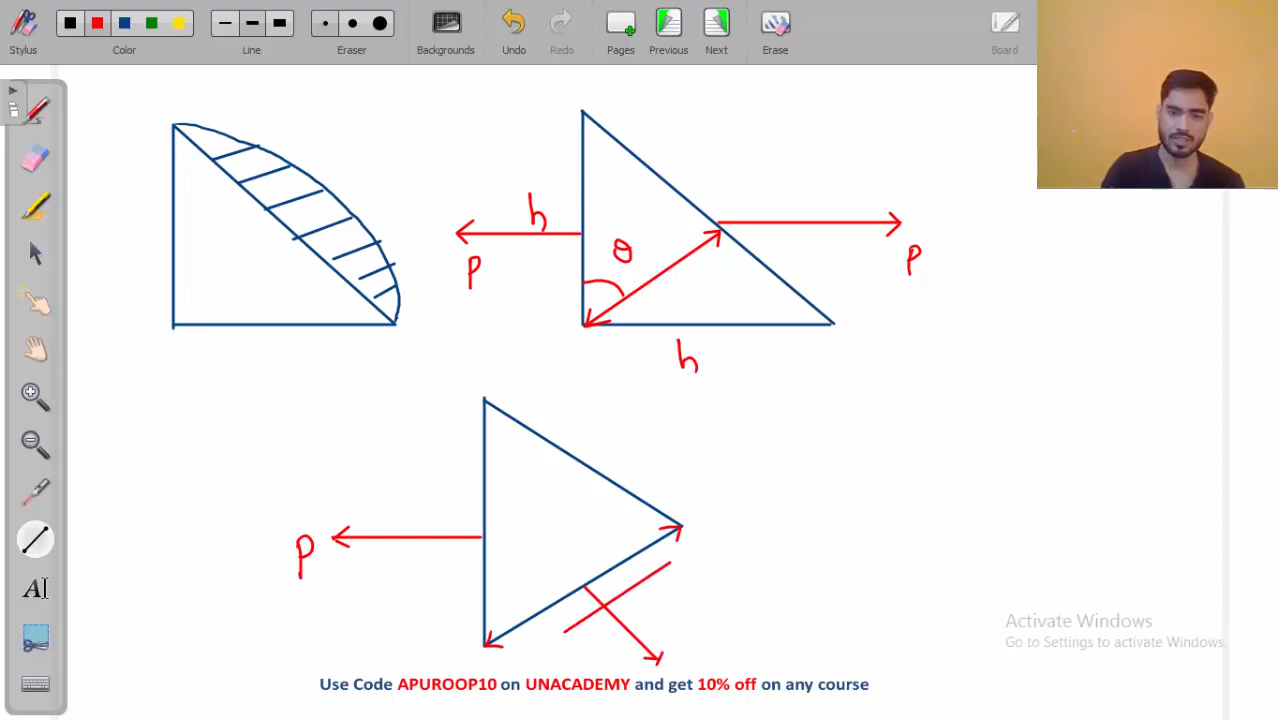 Stylus
Color
Line
Eraser
Backgrounds
Undo
Redo
Pages
Previous
Next
Erase
Board
h
θ
P
P
h
P
AI
Activate Windows
Go to Settings to activate Windows.
Use Code APUROOP10 on UNACADEMY and get 10% off on any course